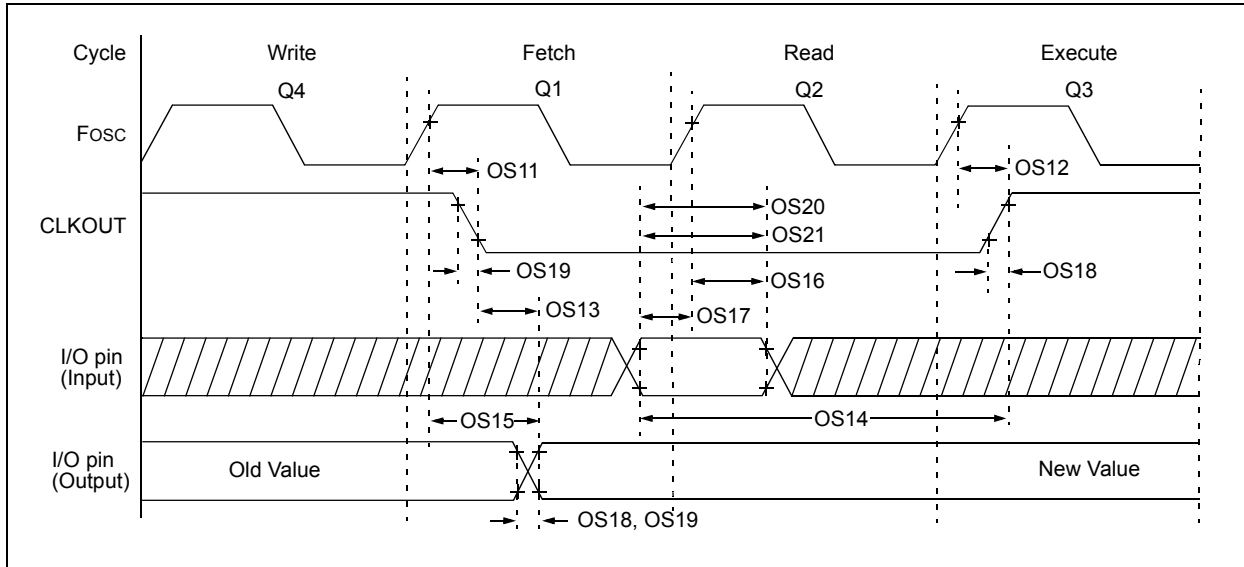 Cycle Write Fetch Read Execute
Q4 Q1 Q2 Q3
FOSC
OS11 OS12
OS20
CLKOUT
OS21
OS19 OS16 OS18
OS13 OS17
I/O pin
(Input)
OS15 OS14
I/O pin
(Output)
Old Value New Value
OS18, OS19